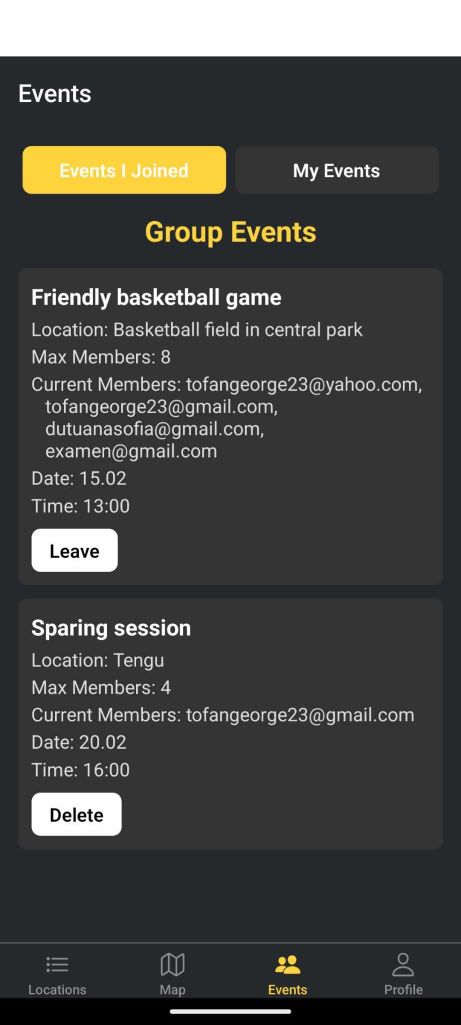 Events
Events I Joined
My Events
Group Events
Friendly basketball game
Location: Basketball field in central park
Max Members: 8
Current Members: tofangeorge23@yahoo.com,
tofangeorge23@gmail.com,
dutuanasofia@gmail.com,
examen@gmail.com
Date: 15.02
Time: 13:00
Leave
Sparing session
Location: Tengu
Max Members: 4
Current Members: tofangeorge23@gmail.com
Date: 20.02
Time: 16:00
Delete
Locations
Map
Events
Profile